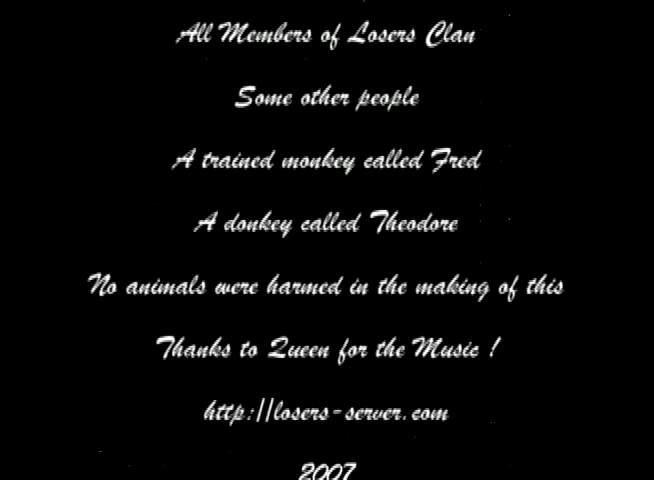 All Members of Losers Clan
Some other people
A trained monkey called Fred
A donkey called Theodore
No animals were harmed in the making of this
Thanks to Queen for the Music !
http://losers-server.com
2007